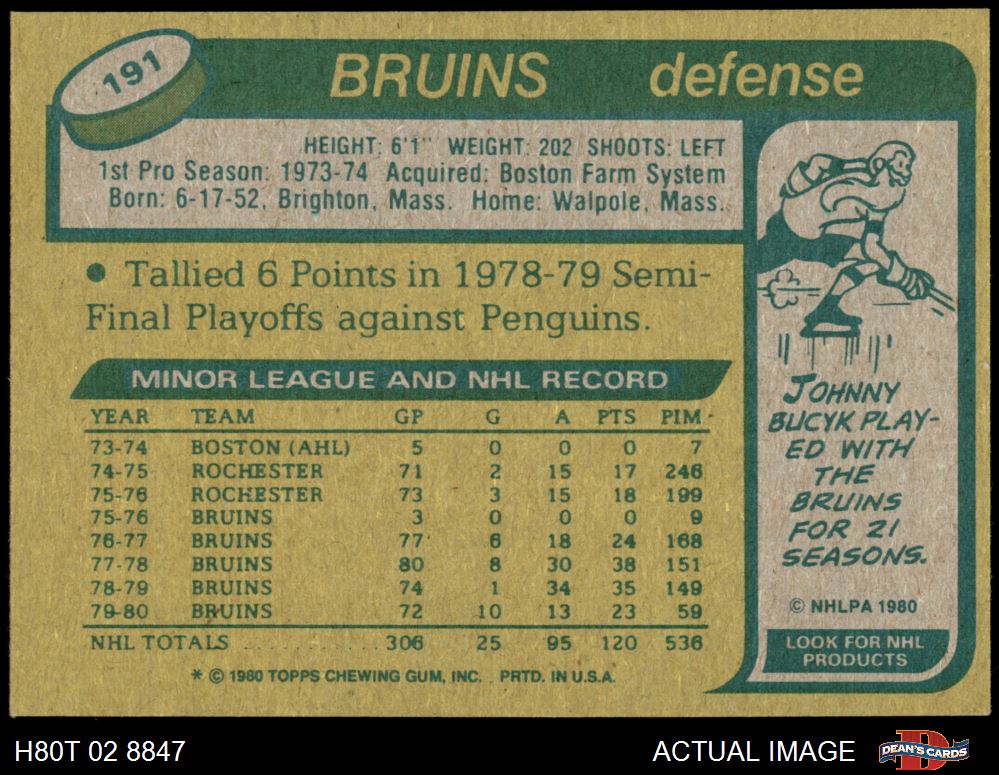 191
BRUINS defense
HEIGHT: 6'1" WEIGHT: 202 SHOOTS: LEFT
1st Pro Season: 1973-74 Acquired: Boston Farm System
Born: 6-17-52, Brighton, Mass. Home: Walpole, Mass.
• Tallied 6 Points in 1978-79 Semi-
Final Playoffs against Penguins.
MINOR LEAGUE AND NHL RECORD
YEAR TEAM GP G A PTS PIM
73-74 BOSTON (AHL) 5 0 0 0 7
74-75 ROCHESTER 71 2 15 17 246
75-76 ROCHESTER 73 3 15 18 199
75-76 BRUINS 3 0 0 0 9
76-77 BRUINS 77 6 18 24 168
77-78 BRUINS 80 8 30 38 151
78-79 BRUINS 74 1 34 35 149
79-80 BRUINS 72 10 13 23 59
NHL TOTALS ............ 306 25 95 120 536
* © 1980 TOPPS CHEWING GUM, INC. PRTD. IN U.S.A.
JOHNNY
BUCYK PLAY-
ED WITH
THE
BRUINS
FOR 21
SEASONS.
© NHLPA 1980
LOOK FOR NHL
PRODUCTS
H80T 02 8847
ACTUAL IMAGE
D
DEAN'S CARDS